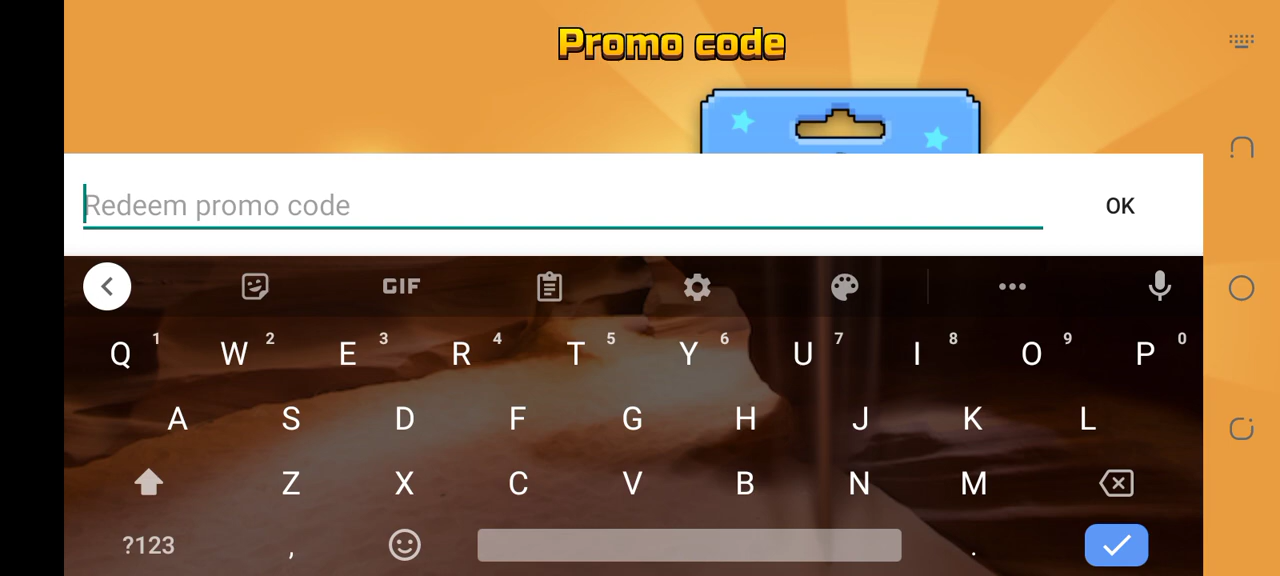 Promo code
Redeem promo code
OK
GIF
Q 1 W 2 E 3 R 4 T 5 Y 6 U 7 I 8 O 9 P 0
A S D F G H J K L
Z X C V B N M
?123 , .